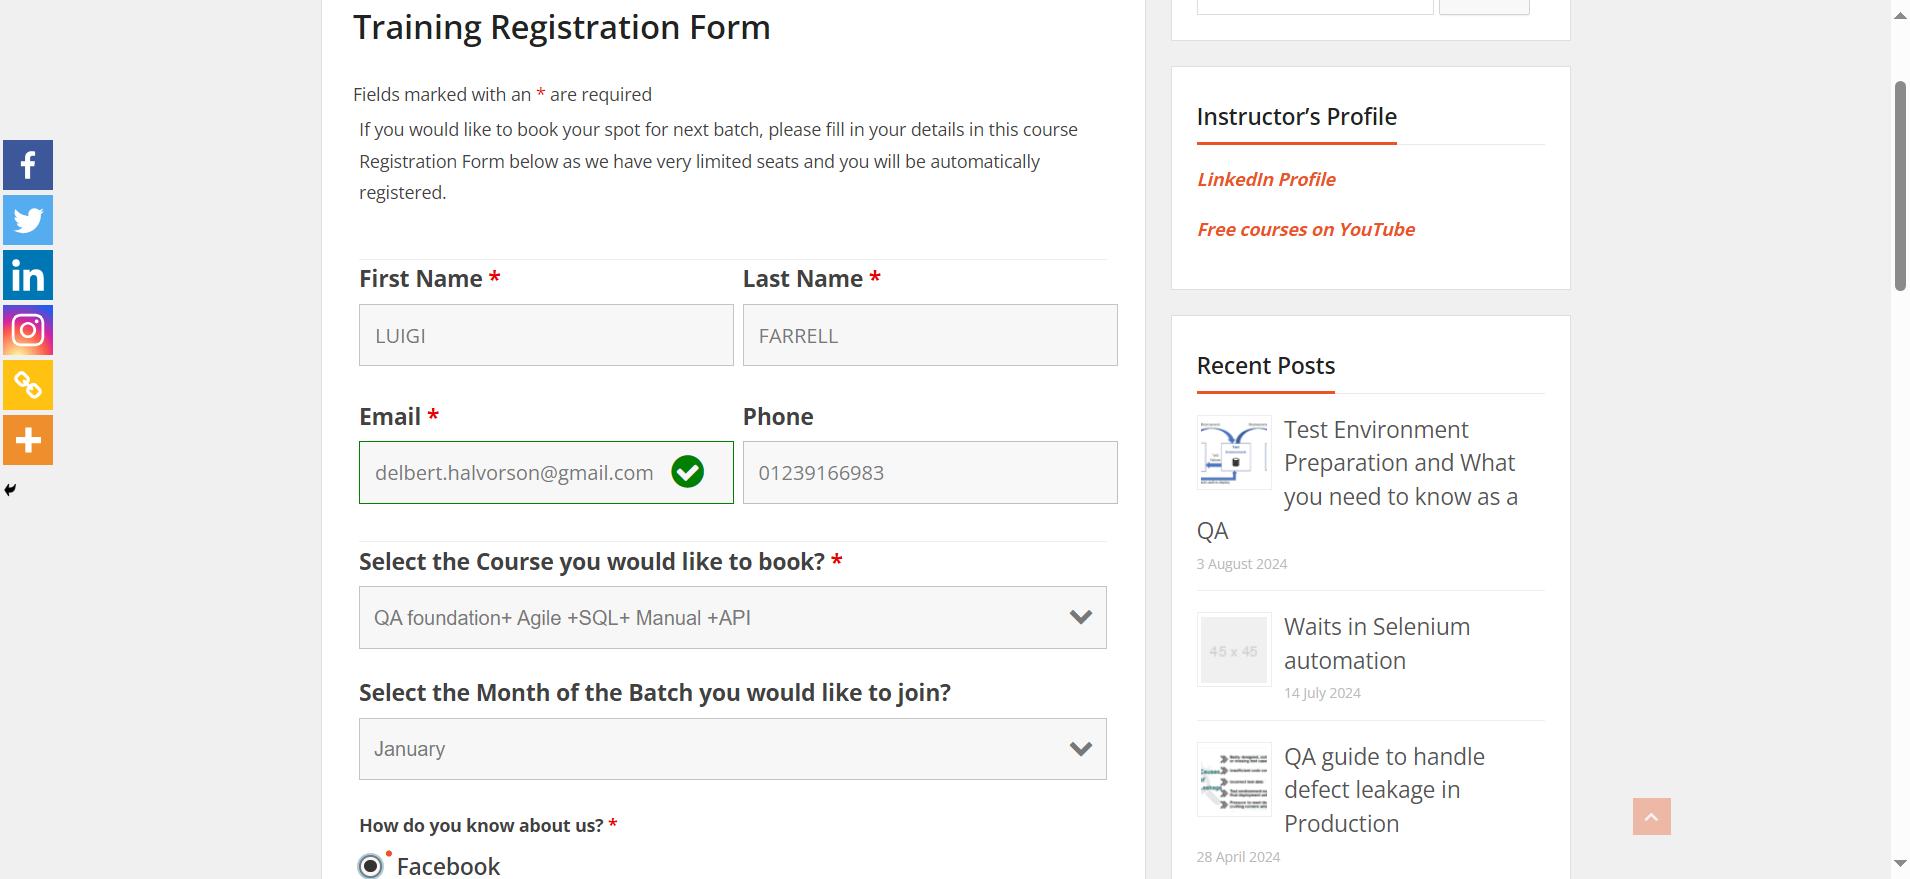 Training Registration Form
Fields marked with an * are required
If you would like to book your spot for next batch, please fill in your details in this course
Registration Form below as we have very limited seats and you will be automatically
registered.
First Name *
Last Name *
LUIGI
FARRELL
Email *
Phone
delbert.halvorson@gmail.com
01239166983
Select the Course you would like to book? *
QA foundation+ Agile +SQL+ Manual +API
Select the Month of the Batch you would like to join?
January
How do you know about us? *
Facebook
Instructor’s Profile
LinkedIn Profile
Free courses on YouTube
Recent Posts
Test Environment
Preparation and What
you need to know as a
QA
3 August 2024
45 x 45
Waits in Selenium
automation
14 July 2024
QA guide to handle
defect leakage in
Production
28 April 2024